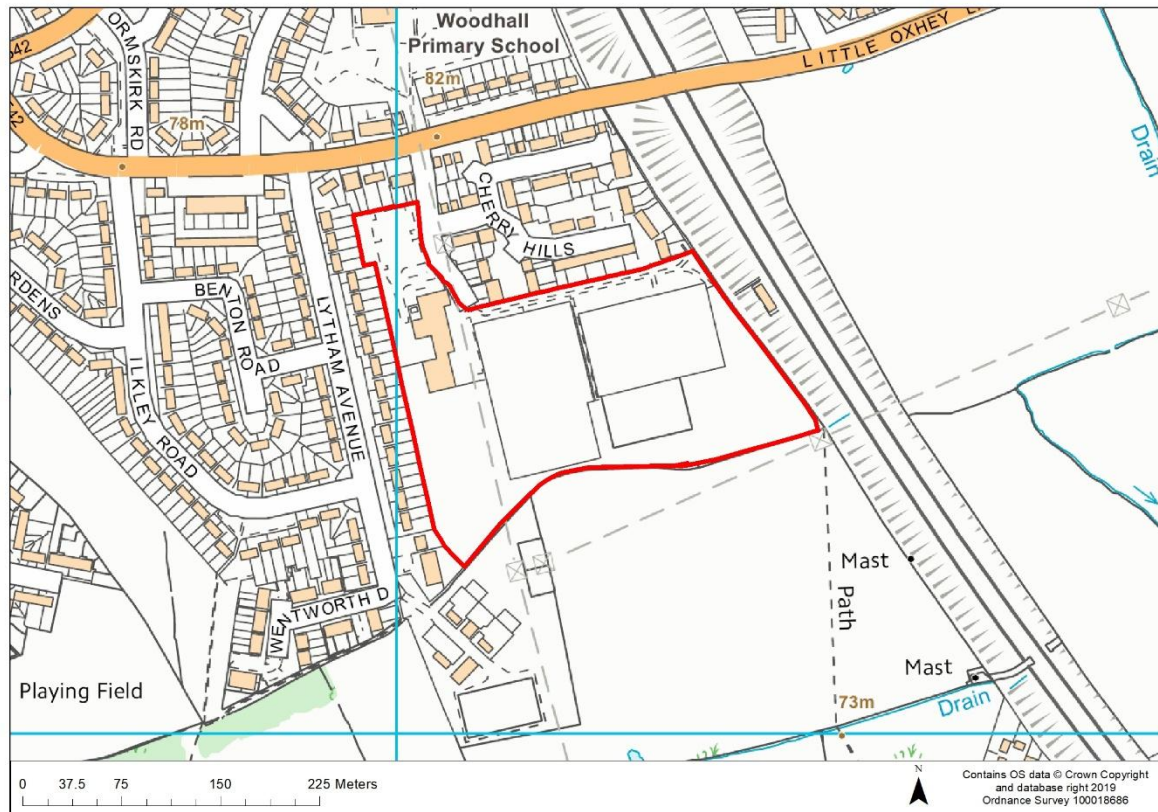 Woodhall
Primary School
ORMSKIRK RD
LITTLE OXHEY L
82m
78m
Drain
CHERRY HILLS
RDENS
BENTON ROAD
LYTHAM AVENUE
ILKLEY ROAD
WENTWORTH D
Mast
Path
Mast
Playing Field
73m
Drain
0 37.5 75 150 225 Meters
N
Contains OS data © Crown Copyright
and database right 2019
Ordnance Survey 100018686